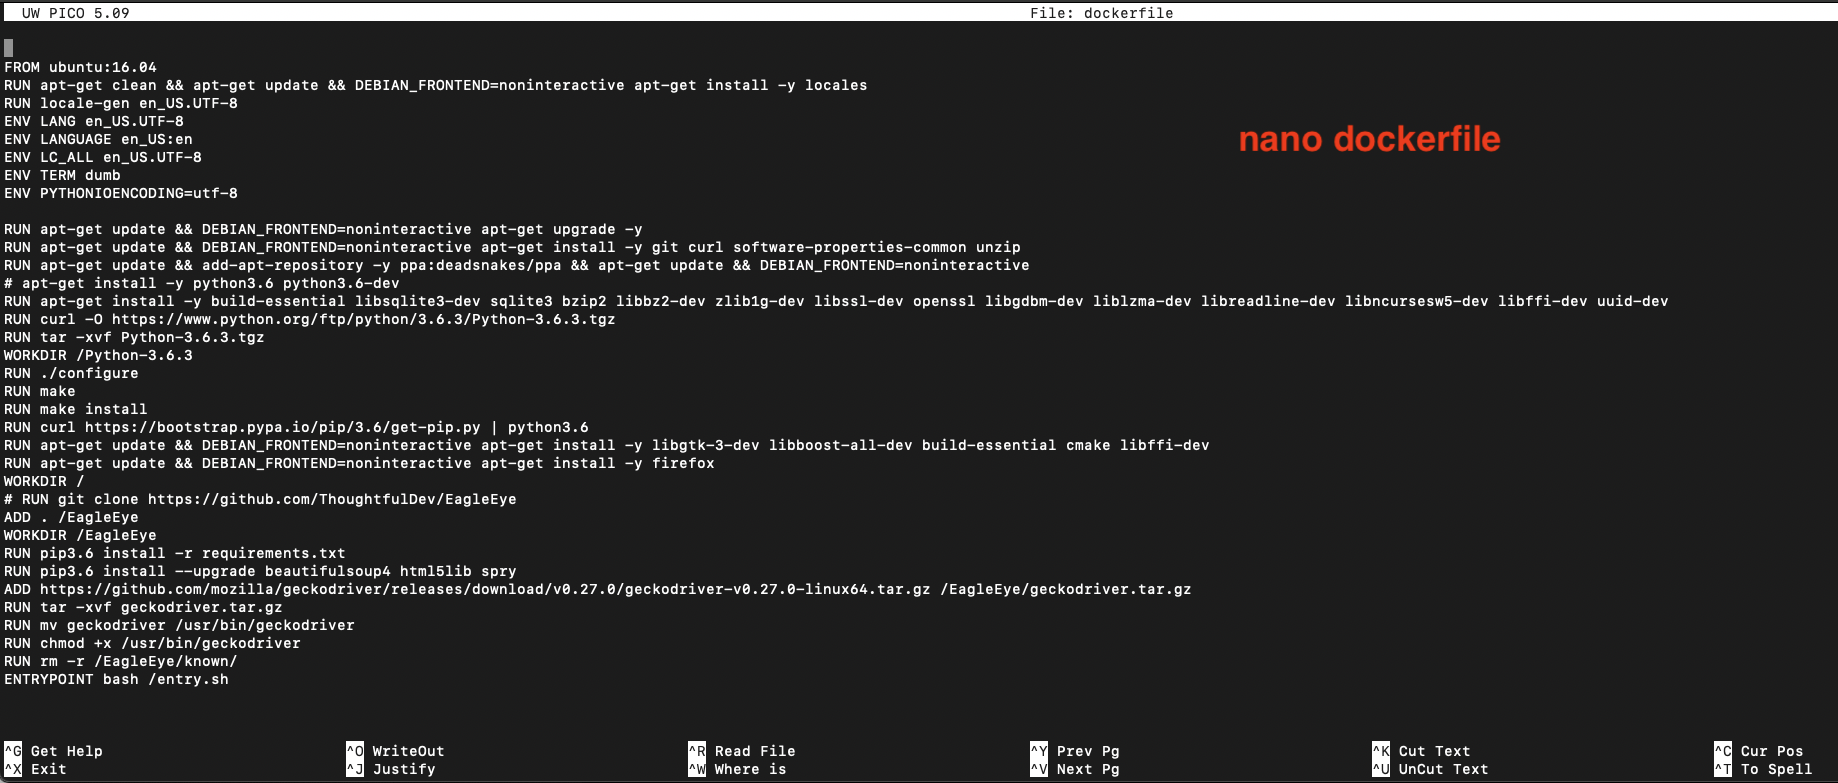 UW PICO 5.09 File: dockerfile
FROM ubuntu:16.04
RUN apt-get clean && apt-get update && DEBIAN_FRONTEND=noninteractive apt-get install -y locales
RUN locale-gen en_US.UTF-8
ENV LANG en_US.UTF-8
ENV LANGUAGE en_US:en
ENV LC_ALL en_US.UTF-8
ENV TERM dumb
ENV PYTHONIOENCODING=utf-8
nano dockerfile
RUN apt-get update && DEBIAN_FRONTEND=noninteractive apt-get upgrade -y
RUN apt-get update && DEBIAN_FRONTEND=noninteractive apt-get install -y git curl software-properties-common unzip
RUN apt-get update && add-apt-repository -y ppa:deadsnakes/ppa && apt-get update && DEBIAN_FRONTEND=noninteractive
# apt-get install -y python3.6 python3.6-dev
RUN apt-get install -y build-essential libsqlite3-dev sqlite3 bzip2 libbz2-dev zlib1g-dev libssl-dev openssl libgdbm-dev liblzma-dev libreadline-dev libncursesw5-dev libffi-dev uuid-dev
RUN curl -O https://www.python.org/ftp/python/3.6.3/Python-3.6.3.tgz
RUN tar -xvf Python-3.6.3.tgz
WORKDIR /Python-3.6.3
RUN ./configure
RUN make
RUN make install
RUN curl https://bootstrap.pypa.io/pip/3.6/get-pip.py | python3.6
RUN apt-get update && DEBIAN_FRONTEND=noninteractive apt-get install -y libgtk-3-dev libboost-all-dev build-essential cmake libffi-dev
RUN apt-get update && DEBIAN_FRONTEND=noninteractive apt-get install -y firefox
WORKDIR /
# RUN git clone https://github.com/ThoughtfulDev/EagleEye
ADD . /EagleEye
WORKDIR /EagleEye
RUN pip3.6 install -r requirements.txt
RUN pip3.6 install --upgrade beautifulsoup4 html5lib spry
ADD https://github.com/mozilla/geckodriver/releases/download/v0.27.0/geckodriver-v0.27.0-linux64.tar.gz /EagleEye/geckodriver.tar.gz
RUN tar -xvf geckodriver.tar.gz
RUN mv geckodriver /usr/bin/geckodriver
RUN chmod +x /usr/bin/geckodriver
RUN rm -r /EagleEye/known/
ENTRYPOINT bash /entry.sh
^G Get Help ^O WriteOut ^R Read File ^Y Prev Pg ^K Cut Text ^C Cur Pos
^X Exit ^J Justify ^W Where is ^V Next Pg ^U UnCut Text ^T To Spell